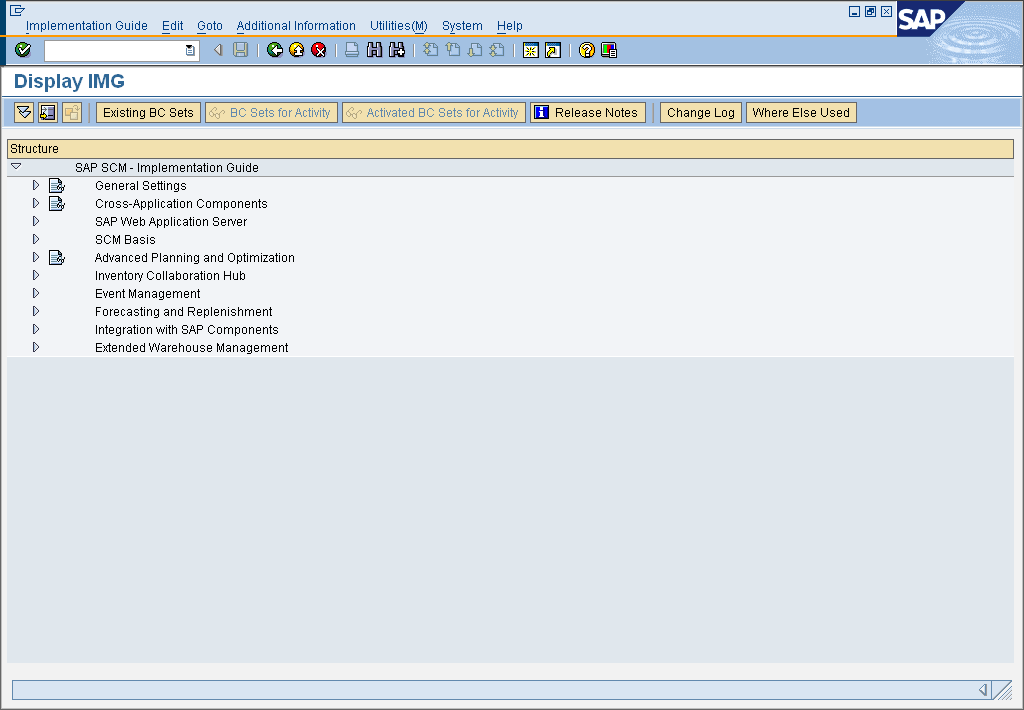 Implementation Guide Edit Goto Additional Information Utilities(M) System Help
SAP
Display IMG
Existing BC Sets BC Sets for Activity Activated BC Sets for Activity Release Notes Change Log Where Else Used
Structure
SAP SCM - Implementation Guide
General Settings
Cross-Application Components
SAP Web Application Server
SCM Basis
Advanced Planning and Optimization
Inventory Collaboration Hub
Event Management
Forecasting and Replenishment
Integration with SAP Components
Extended Warehouse Management